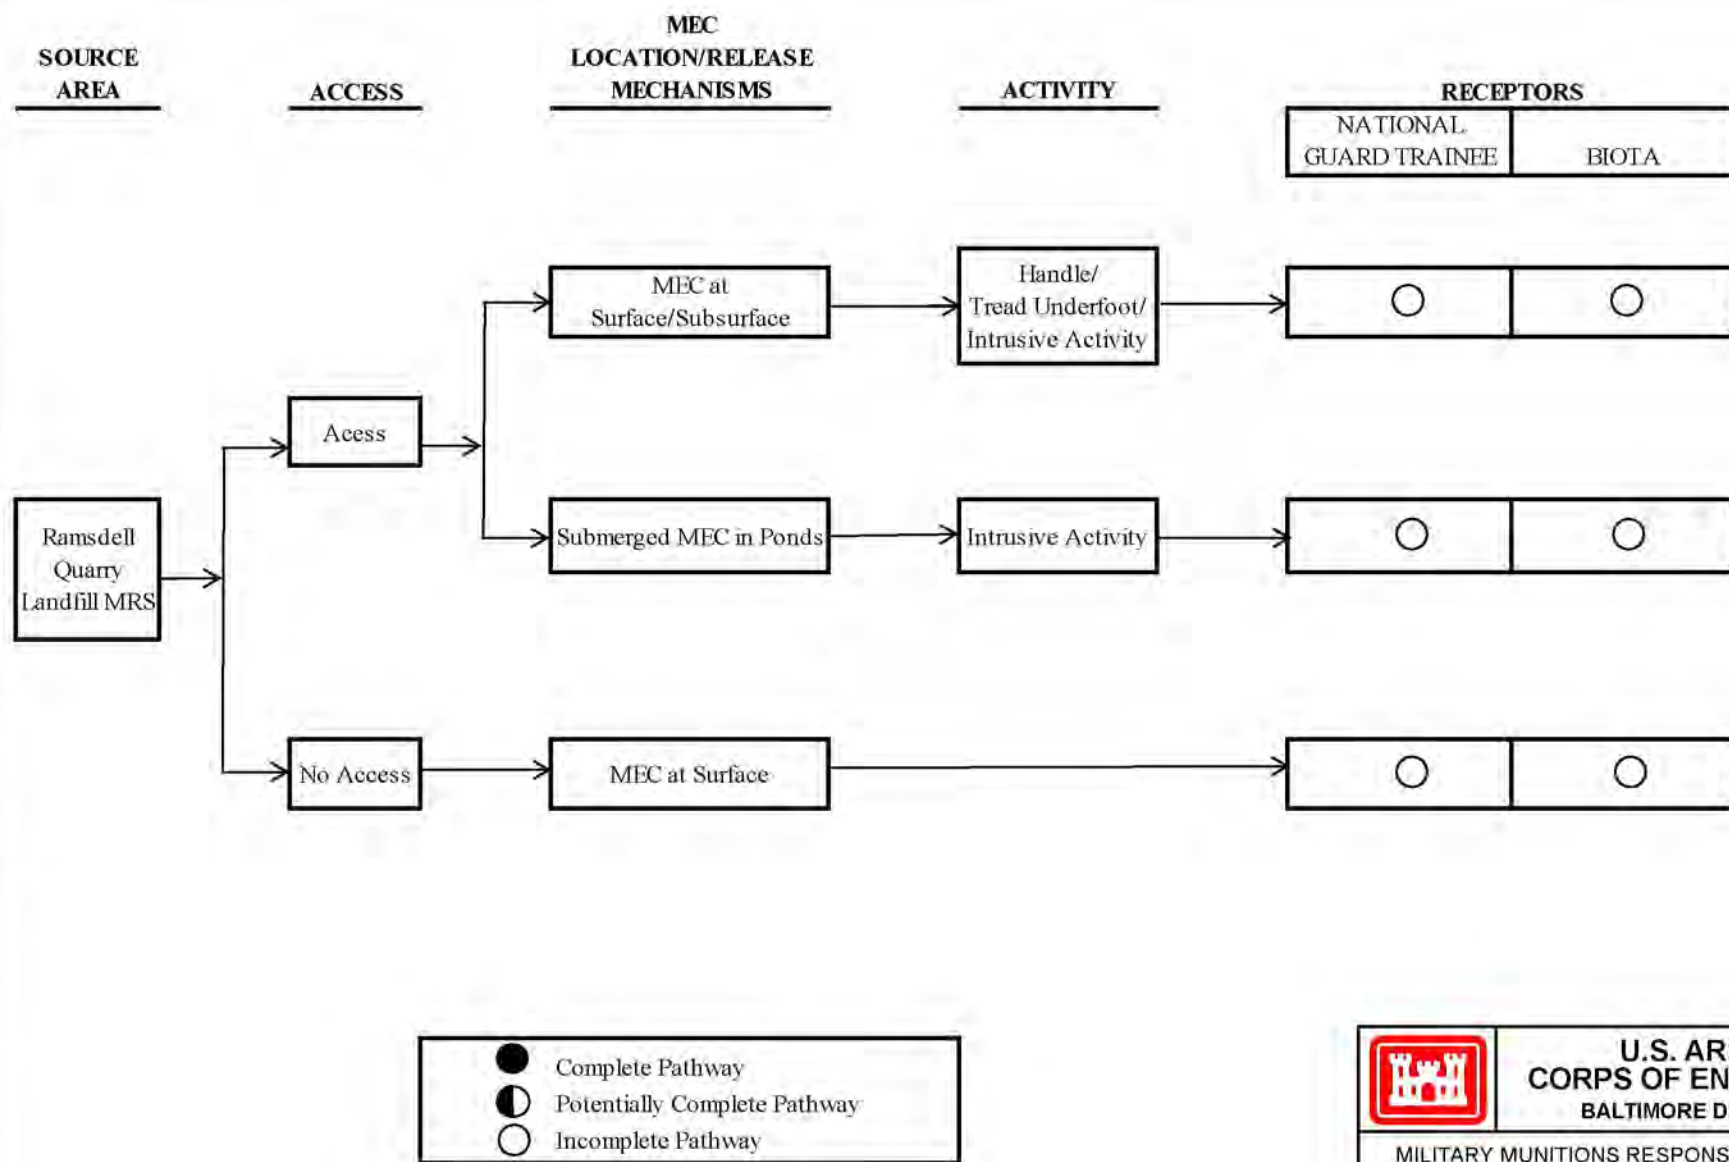 SOURCE
AREA
ACCESS
MEC
LOCATION/RELEASE
MECHANISMS
ACTIVITY
RECEPTORS
NATIONAL
GUARD TRAINEE
BIOTA
MEC at
Surface/Subsurface
Handle/
Tread Underfoot/
Intrusive Activity
Acess
Submerged MEC in Ponds
Intrusive Activity
Ramsdell
Quarry
Landfill MRS
No Access
MEC at Surface
Complete Pathway
Potentially Complete Pathway
Incomplete Pathway
U.S. AR
CORPS OF EN
BALTIMORE D
MILITARY MUNITIONS RESPONS